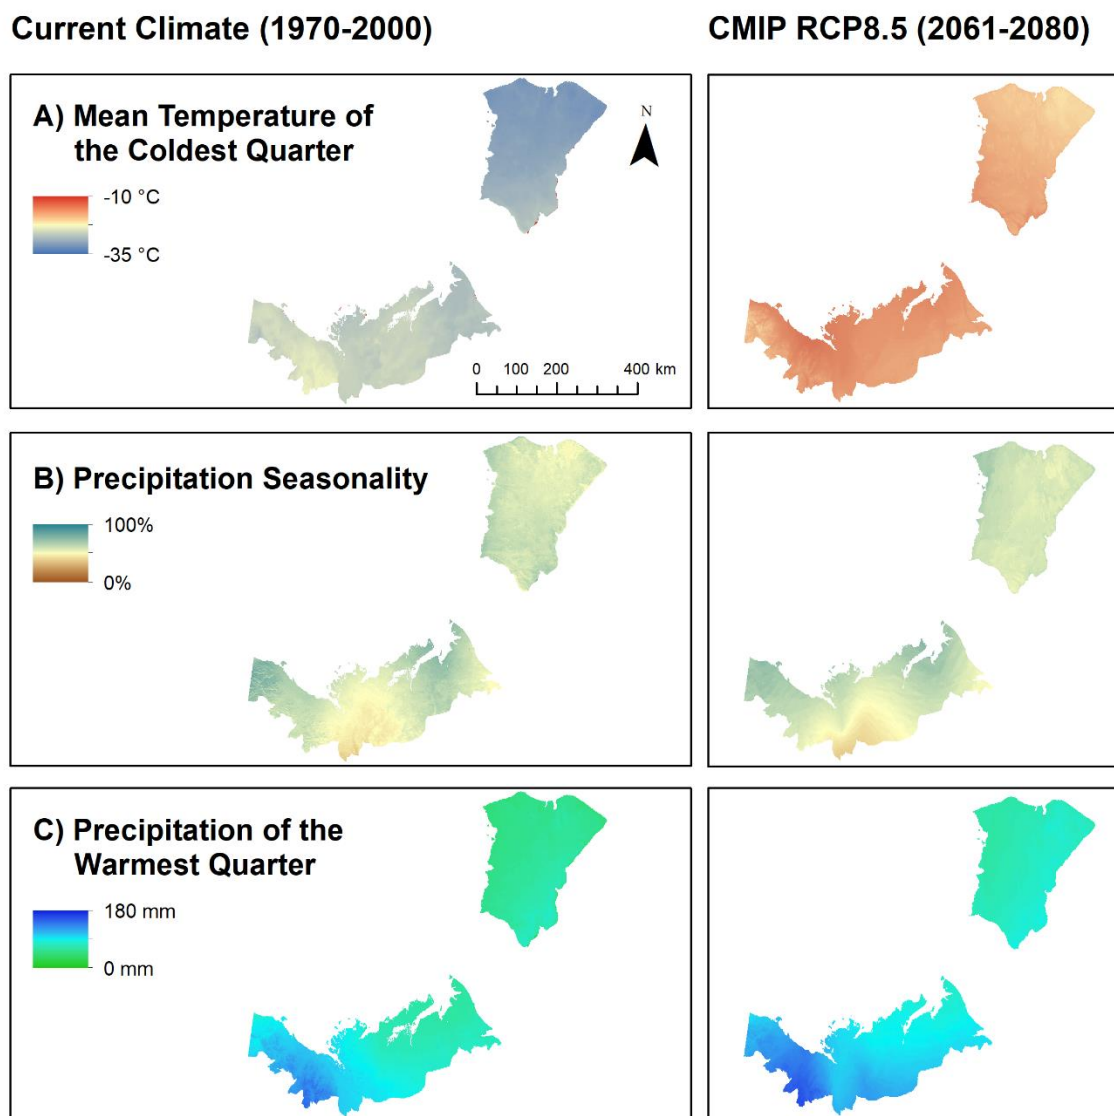 Current Climate (1970-2000)
CMIP RCP8.5 (2061-2080)
A) Mean Temperature of
the Coldest Quarter
-10 °C
-35 °C
N
0 100 200 400 km
B) Precipitation Seasonality
100%
0%
C) Precipitation of the
Warmest Quarter
180 mm
0 mm